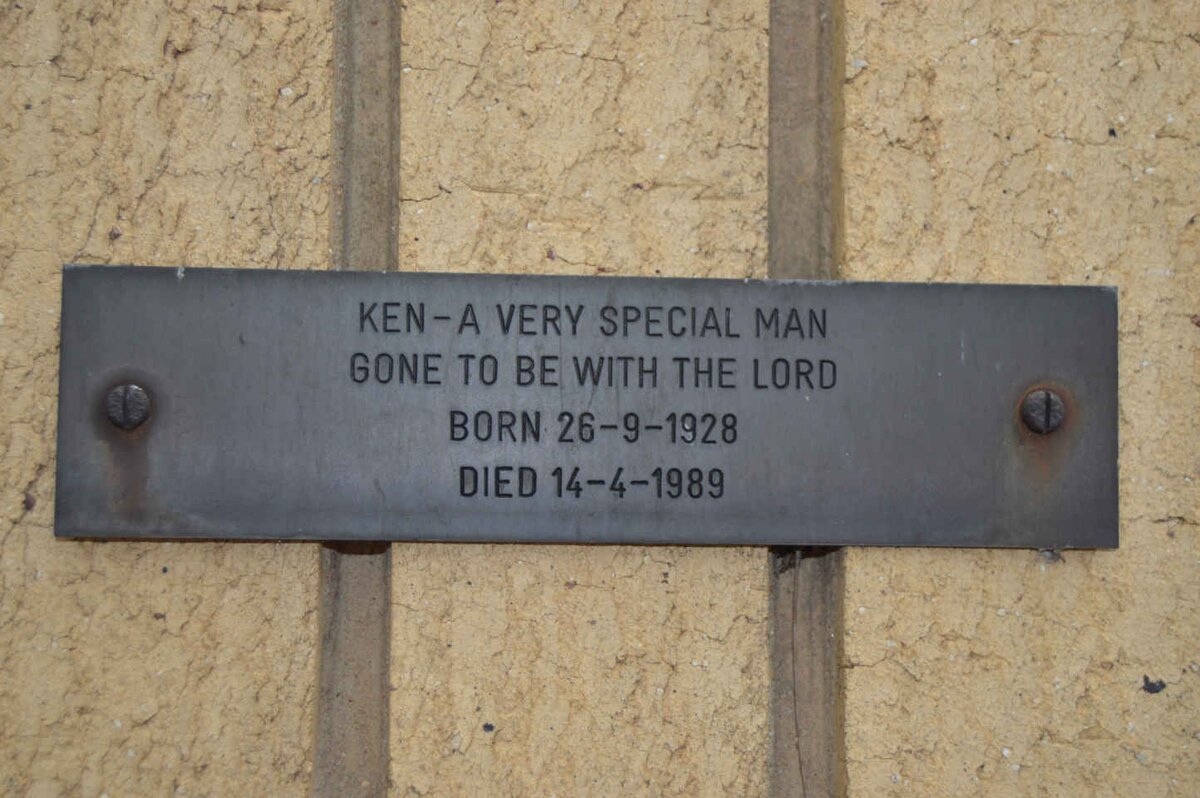 KEN-A VERY SPECIAL MAN
GONE TO BE WITH THE LORD
BORN 26-9-1928
DIED 14-4-1989